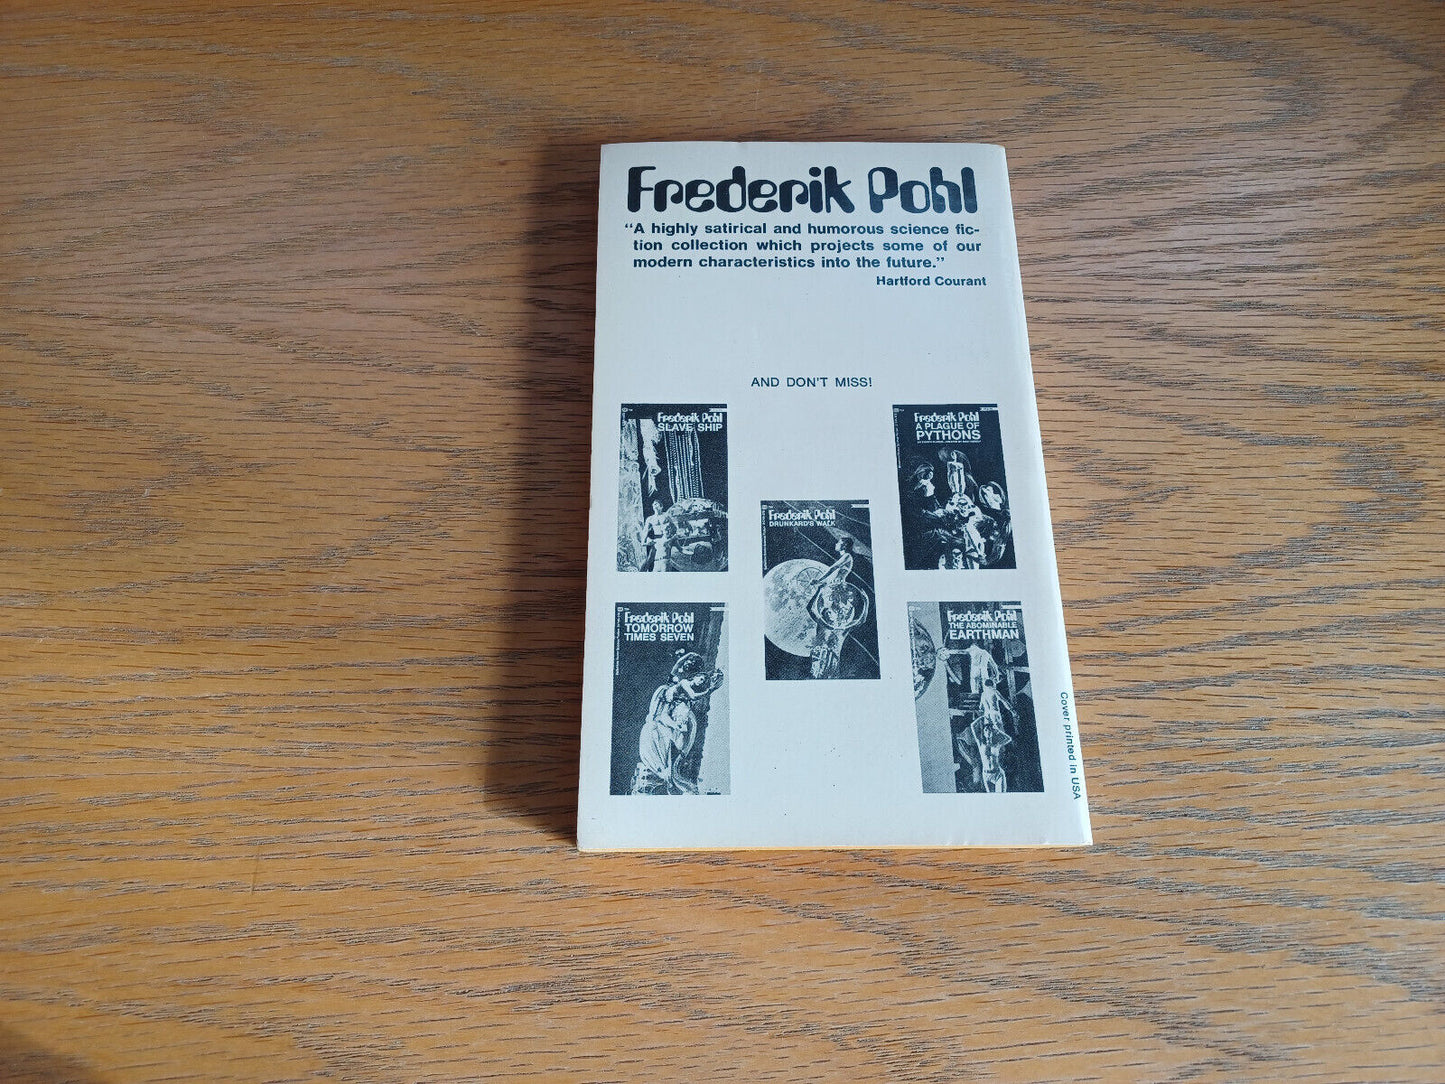 Frederik Pohl
“A highly satirical and humorous science fic-
tion collection which projects some of our
modern characteristics into the future.”
Hartford Courant
AND DON'T MISS!
Frederik Pohl
SLAVE SHIP
Frederik Pohl
A PLAGUE OF
PYTHONS
Frederik Pohl
DRUNKARD'S WALK
Frederik Pohl
TOMORROW
TIMES SEVEN
Frederik Pohl
THE ABOMINABLE
EARTHMAN
Cover printed in USA